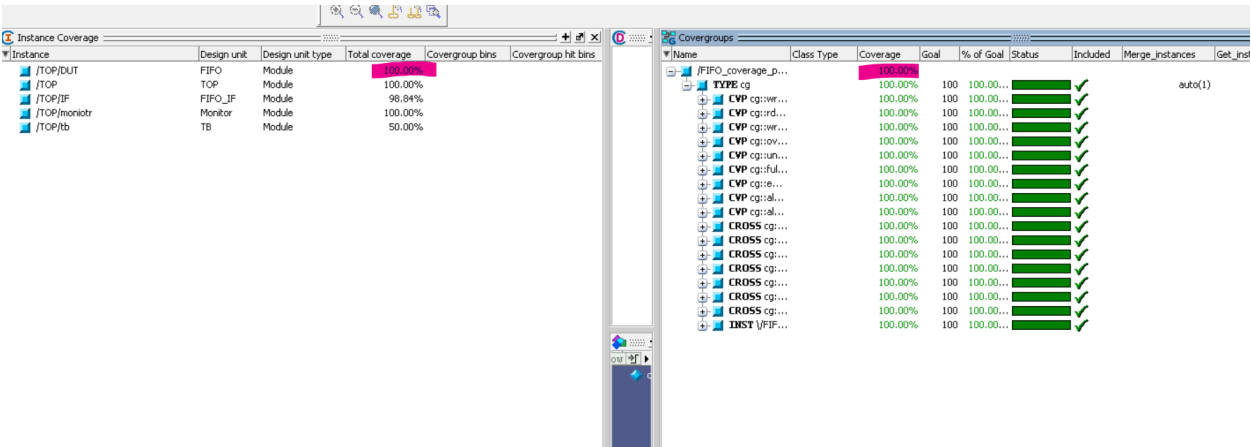 Instance Coverage
Instance Design unit Design unit type Total coverage Covergroup bins Covergroup hit bins
/TOP/DUT FIFO Module 100.00%
/TOP TOP Module 100.00%
/TOP/IF FIFO_IF Module 98.84%
/TOP/moniotr Monitor Module 100.00%
/TOP/tb TB Module 50.00%
Covergroups
Name Class Type Coverage Goal % of Goal Status Included Merge_instances Get_inst
/FIFO_coverage_p... 100.00%
TYPE cg 100.00% 100 100.00... auto(1)
CVP cg::wr... 100.00% 100 100.00...
CVP cg::rd... 100.00% 100 100.00...
CVP cg::wr... 100.00% 100 100.00...
CVP cg::ov... 100.00% 100 100.00...
CVP cg::un... 100.00% 100 100.00...
CVP cg::ful... 100.00% 100 100.00...
CVP cg::e... 100.00% 100 100.00...
CVP cg::al... 100.00% 100 100.00...
CVP cg::al... 100.00% 100 100.00...
CROSS cg:... 100.00% 100 100.00...
CROSS cg:... 100.00% 100 100.00...
CROSS cg:... 100.00% 100 100.00...
CROSS cg:... 100.00% 100 100.00...
CROSS cg:... 100.00% 100 100.00...
CROSS cg:... 100.00% 100 100.00...
CROSS cg:... 100.00% 100 100.00...
INST \/FIF... 100.00% 100 100.00...